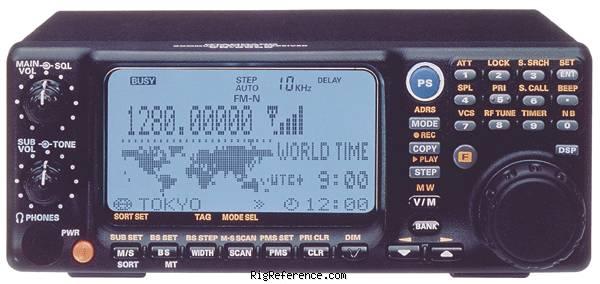 MAIN VOL SQL
SUB VOL TONE
PHONES
PWR
BUSY STEP AUTO 10 KHz DELAY
FM-N
1280.00000
WORLD TIME
UTC+ 9:00
TOKYO » 12:00
SORT SET TAG MODE SEL
SUB SET BS SET BS STEP M-S SCAN PMS SET PRI CLR DIM
M/S BS WIDTH SCAN PMS CLR
SORT MT
PS
ADRS
MODE
REC
COPY
PLAY
STEP
MW
V/M
BANK
ATT LOCK S. SRCH SET
1 2 3 ENT
SPL PRI S. CALL BEEP
4 5 6 •
VCS RF TUNE TIMER NB
7 8 9 0
F
DSP
RigReference.com